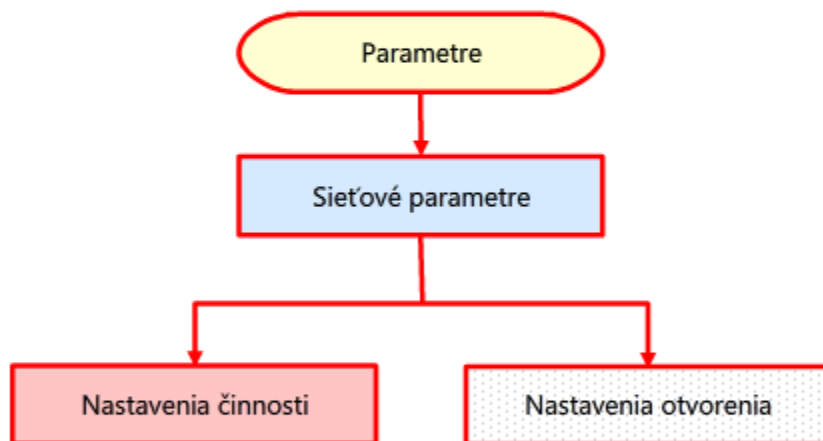 Parametre
Sieťové parametre
Nastavenia činnosti
Nastavenia otvorenia